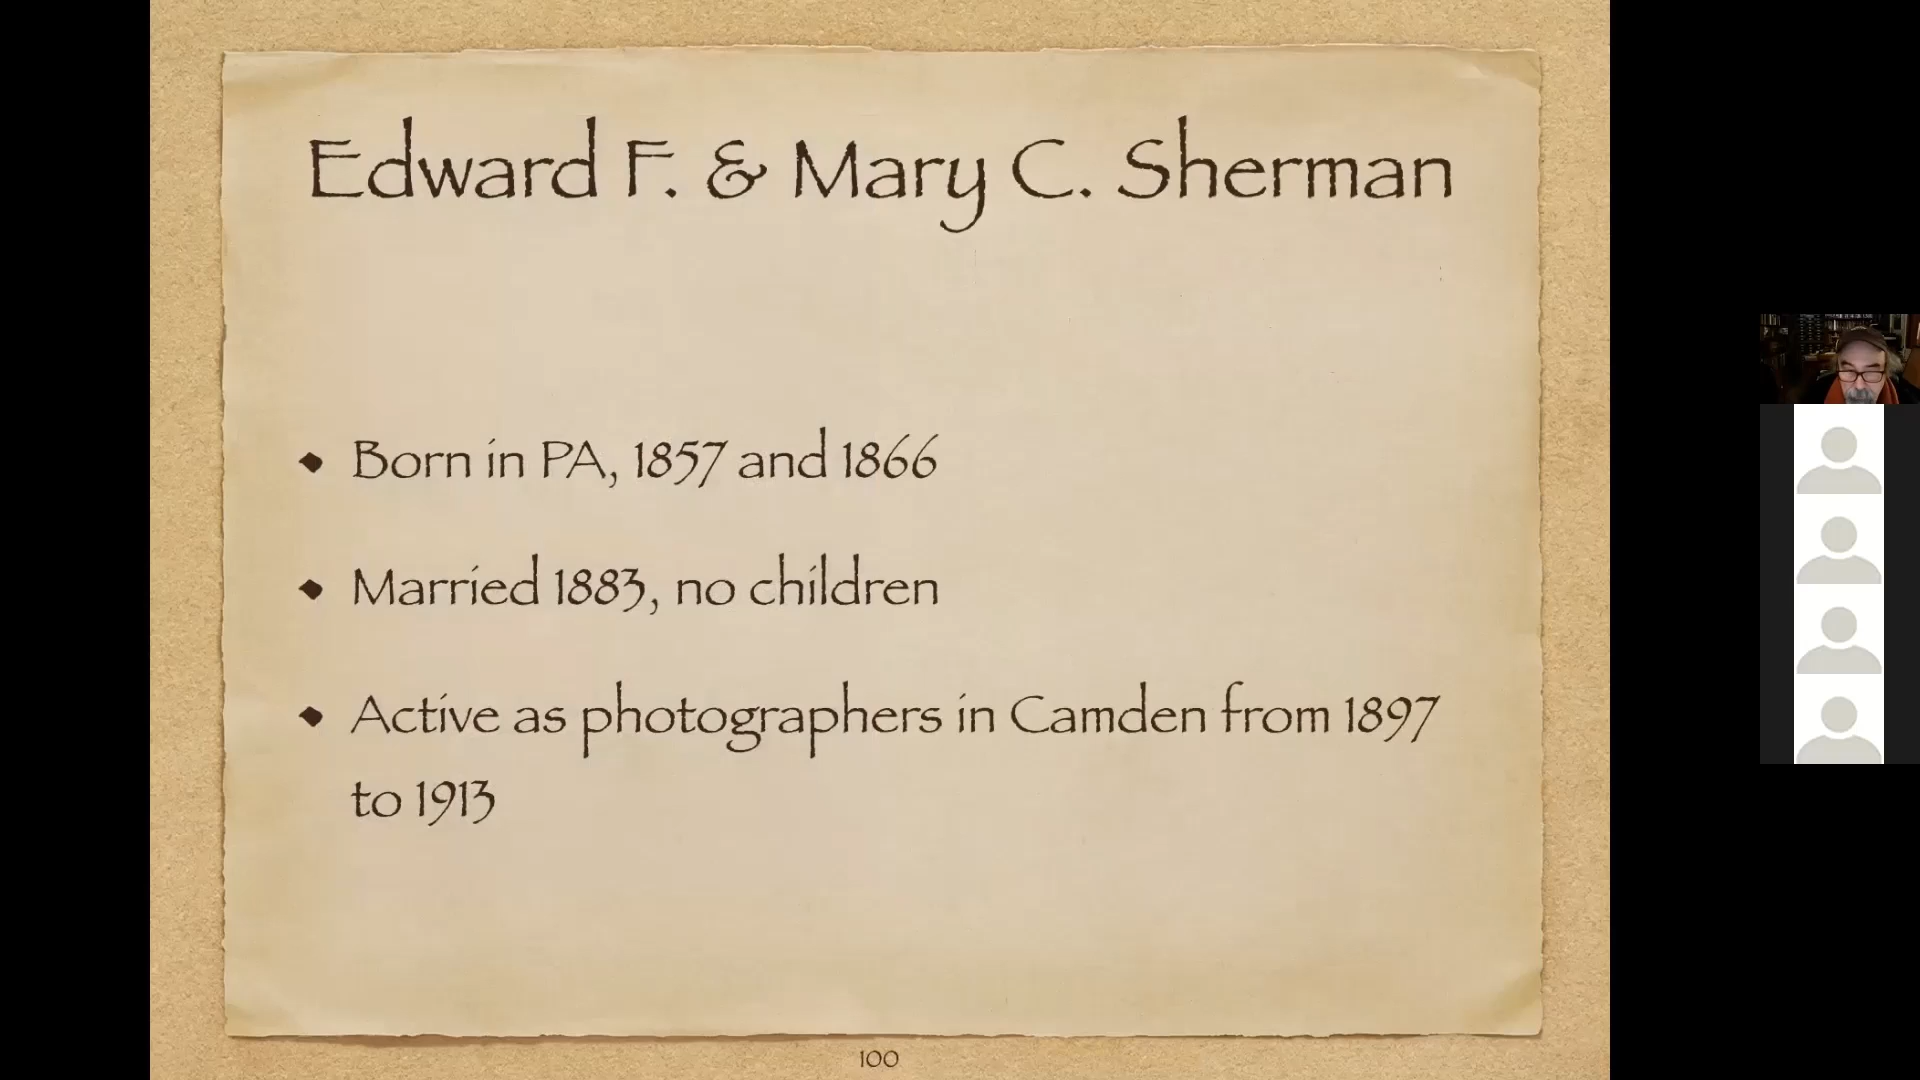 Edward F. & Mary C. Sherman
Born in PA, 1857 and 1866
Married 1883, no children
Active as photographers in Camden from 1897
to 1913
100